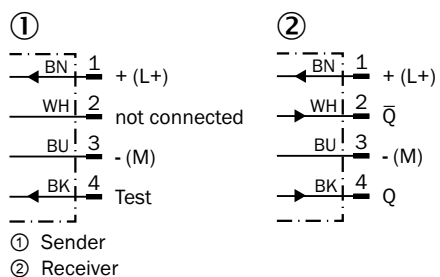 ①
BN 1 + (L+)
WH 2 not connected
BU 3 - (M)
BK 4 Test
②
BN 1 + (L+)
WH 2 Q̅
BU 3 - (M)
BK 4 Q
① Sender
② Receiver